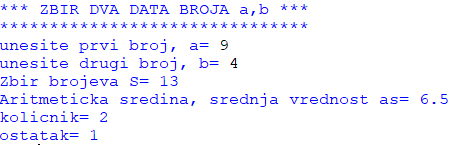 *** ZBIR DVA DATA BROJA a,b ***
*******************************
unesite prvi broj, a= 9
unesite drugi broj, b= 4
Zbir brojeva S= 13
Aritmeticka sredina, srednja vrednost as= 6.5
kolicnik= 2
ostatak= 1